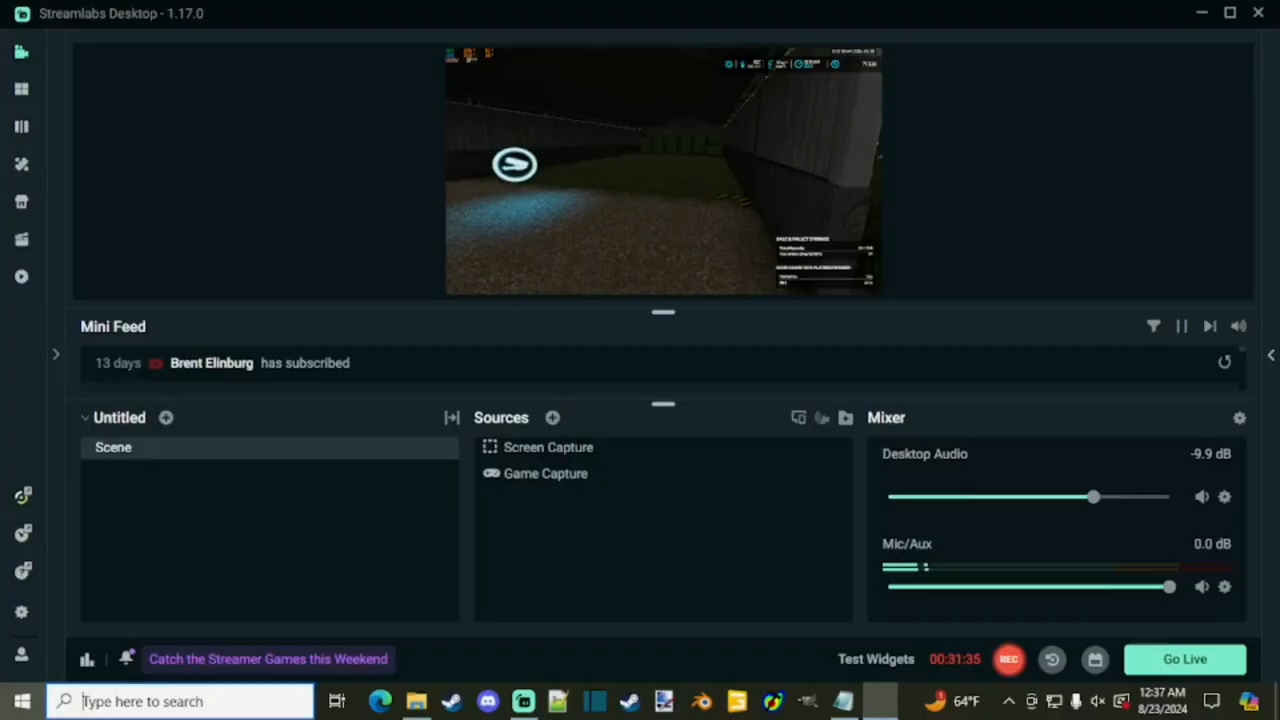 Streamlabs Desktop - 1.17.0
Mini Feed
13 days Brent Elinburg has subscribed
Untitled
Scene
Sources
Screen Capture
Game Capture
Mixer
Desktop Audio -9.9 dB
Mic/Aux 0.0 dB
Catch the Streamer Games this Weekend
Test Widgets 00:31:35 REC Go Live
Type here to search
64°F
12:37 AM
8/23/2024